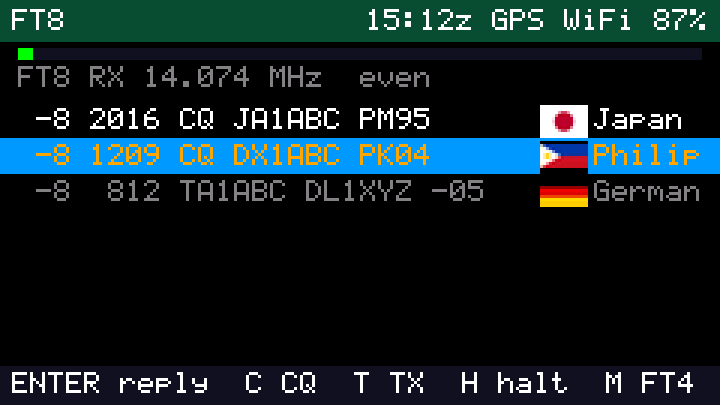 FT8 15:12z GPS WiFi 87%
FT8 RX 14.074 MHz even
-8 2016 CQ JA1ABC PM95 Japan
-8 1209 CQ DX1ABC PK04 Philip
-8 812 TA1ABC DL1XYZ -05 German
ENTER reply C CQ T TX H halt M FT4